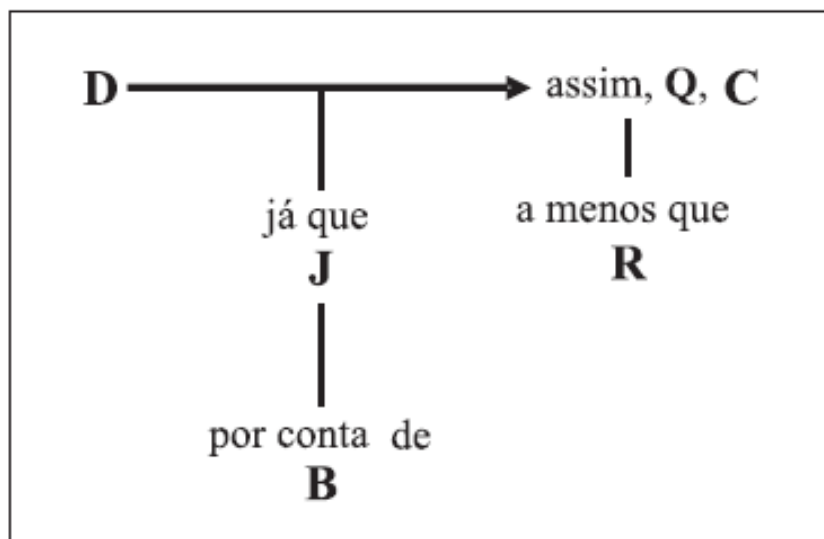 D assim, Q, C
já que
J
a menos que
R
por conta de
B